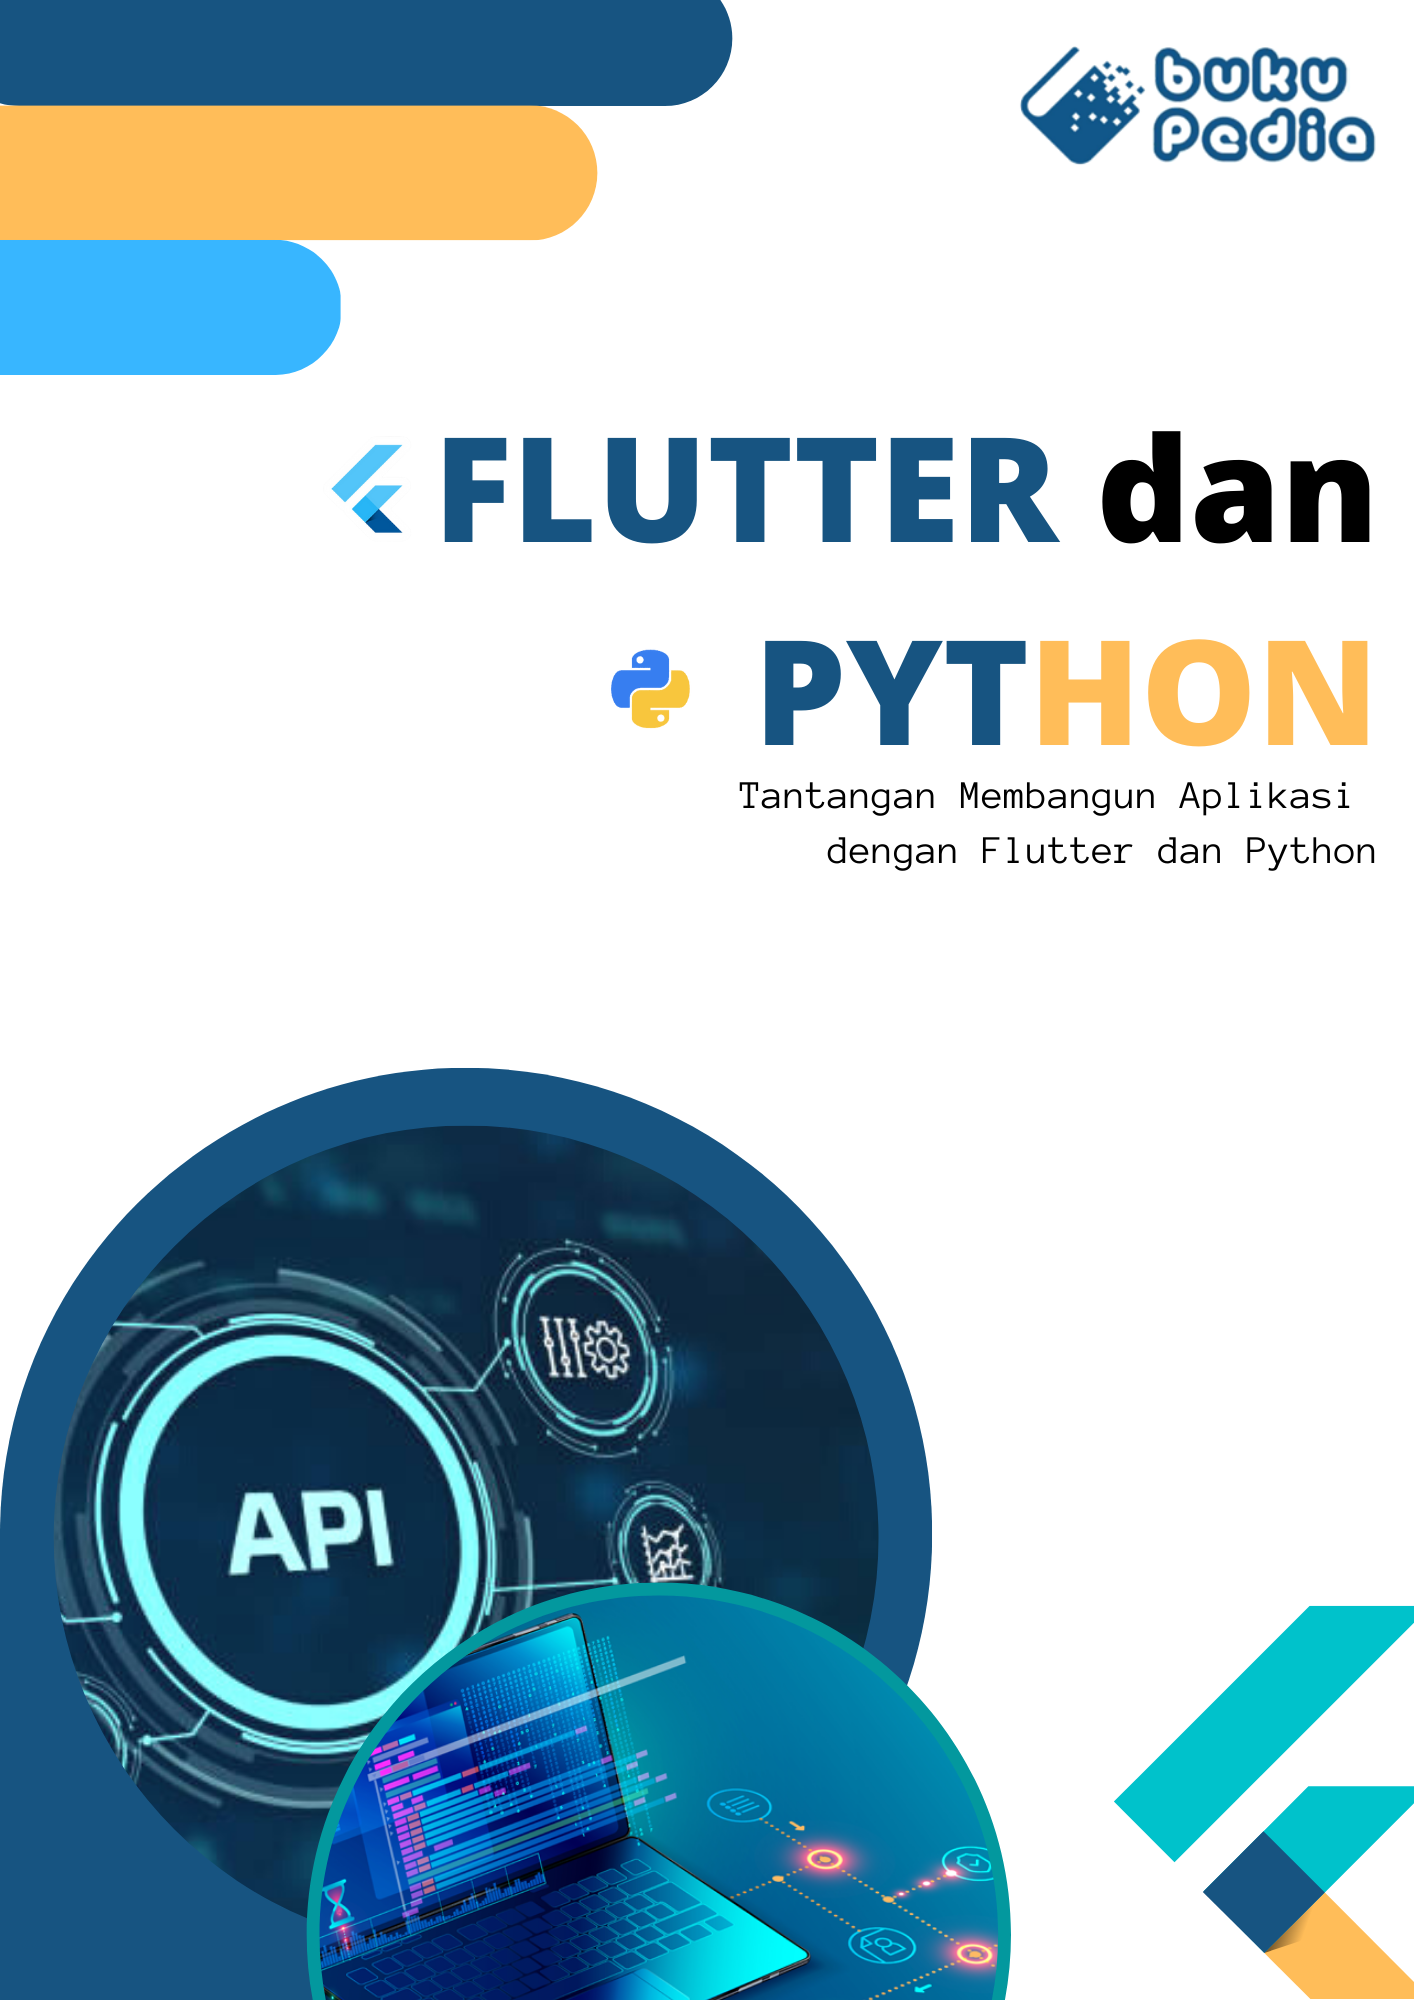 buku
Pedia
FLUTTER dan
PYTHON
Tantangan Membangun Aplikasi
dengan Flutter dan Python
API